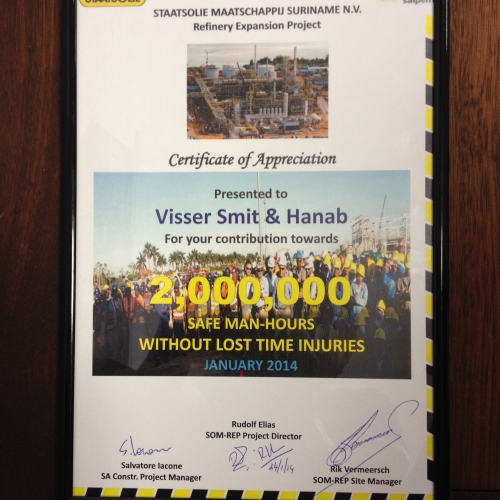 STAATSOLIE
saipem
STAATSOLIE MAATSCHAPPIJ SURINAME N.V.
Refinery Expansion Project
Certificate of Appreciation
Presented to
Visser Smit & Hanab
For your contribution towards
2,000,000
SAFE MAN-HOURS
WITHOUT LOST TIME INJURIES
JANUARY 2014
Rudolf Elias
SOM-REP Project Director
Salvatore Iacone
SA Constr. Project Manager
Rik Vermeersch
SOM-REP Site Manager